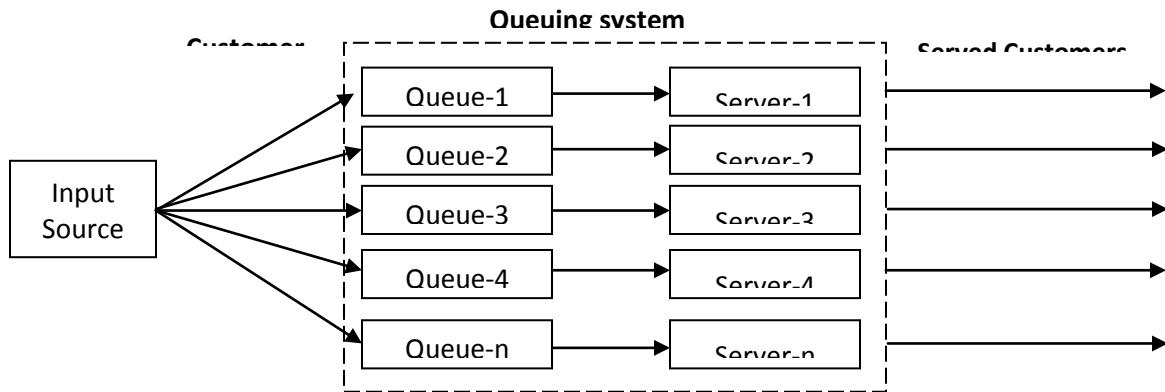 Queuing system
Customer
Served Customers
Queue-1
Server-1
Queue-2
Server-2
Input
Source
Queue-3
Server-3
Queue-4
Server-4
Queue-n
Server-n